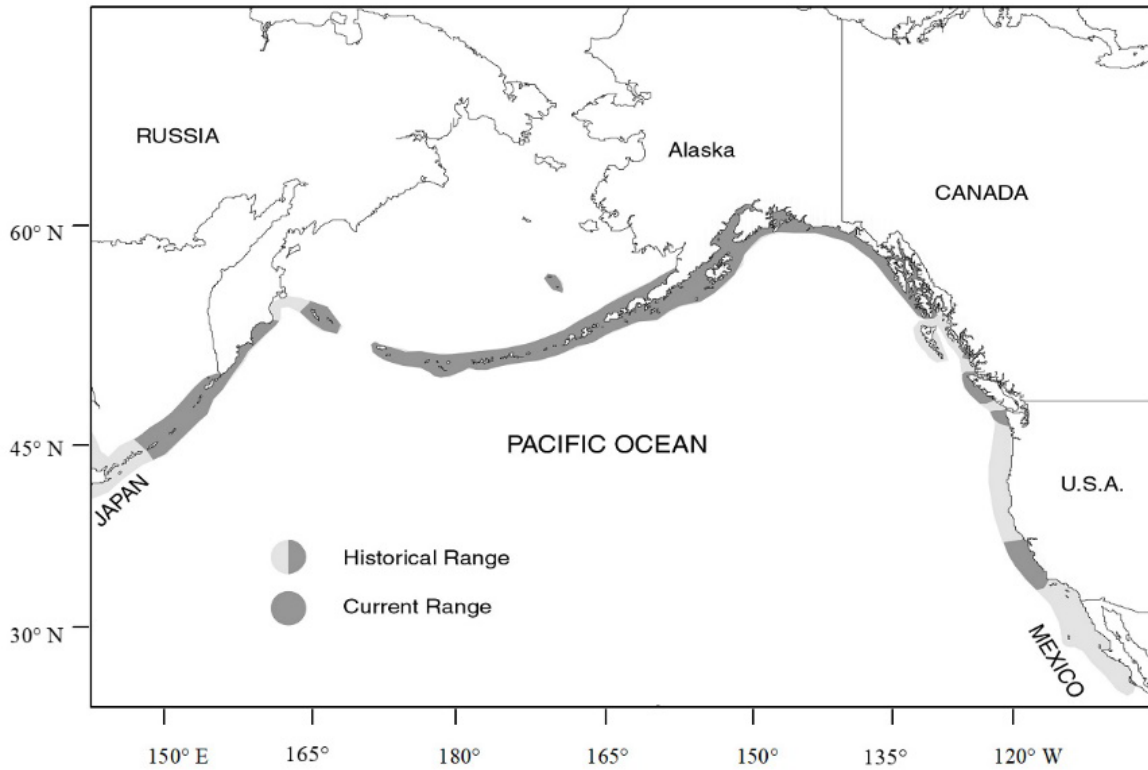 RUSSIA
Alaska
CANADA
60° N
45° N
PACIFIC OCEAN
U.S.A.
JAPAN
Historical Range
Current Range
30° N
MEXICO
150° E
165°
180°
165°
150°
135°
120° W